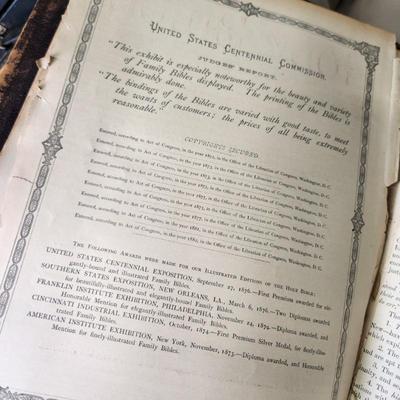 UNITED STATES CENTENNIAL COMMISSION.
JUDGES' REPORT.
"This exhibit is especially noteworthy for the beauty and variety
of Family Bibles displayed. The printing of the Bibles is
admirably done.
"The bindings of the Bibles are varied with good taste, to meet
the wants of customers; the prices of all being extremely
reasonable."
COPYRIGHTS SECURED.
Entered, according to Act of Congress, in the year in the Office of the Librarian of Congress, Washington, D. C.
Entered, according to Act of Congress, in the year in the Office of the Librarian of Congress, Washington, D. C.
Entered, according to Act of Congress, in the year in the Office of the Librarian of Congress, Washington, D. C.
Entered, according to Act of Congress, in the year in the Office of the Librarian of Congress, Washington, D. C.
Entered, according to Act of Congress, in the year in the Office of the Librarian of Congress, Washington, D. C.
Entered, according to Act of Congress, in the year in the Office of the Librarian of Congress, Washington, D. C.
Entered, according to Act of Congress, in the year in the Office of the Librarian of Congress, Washington, D. C.
Entered, according to Act of Congress, in the year in the Office of the Librarian of Congress, Washington, D. C.
THE FOLLOWING AWARDS WERE MADE FOR OUR ILLUSTRATED EDITIONS OF THE HOLY BIBLE:
UNITED STATES CENTENNIAL EXPOSITION, September 27, 1876.—First Premium awarded for ele-
gantly-bound and illustrated Family Bibles.
SOUTHERN STATES EXPOSITION, NEW ORLEANS, LA., March 6, 1876.—Two Diplomas awarded,
for beautifully-illustrated and elegantly-bound Family Bibles.
FRANKLIN INSTITUTE EXHIBITION, PHILADELPHIA, November 24, 1874.—Diploma awarded, and
Honorable Mention for elegantly-illustrated Family Bibles.
CINCINNATI INDUSTRIAL EXHIBITION, October, 1874.—First Premium Silver Medal, for finely-illus-
trated Family Bibles.
AMERICAN INSTITUTE EXHIBITION, New York, November, 1873.—Diploma awarded, and Honorable
Mention for finely-illustrated Family Bibles.